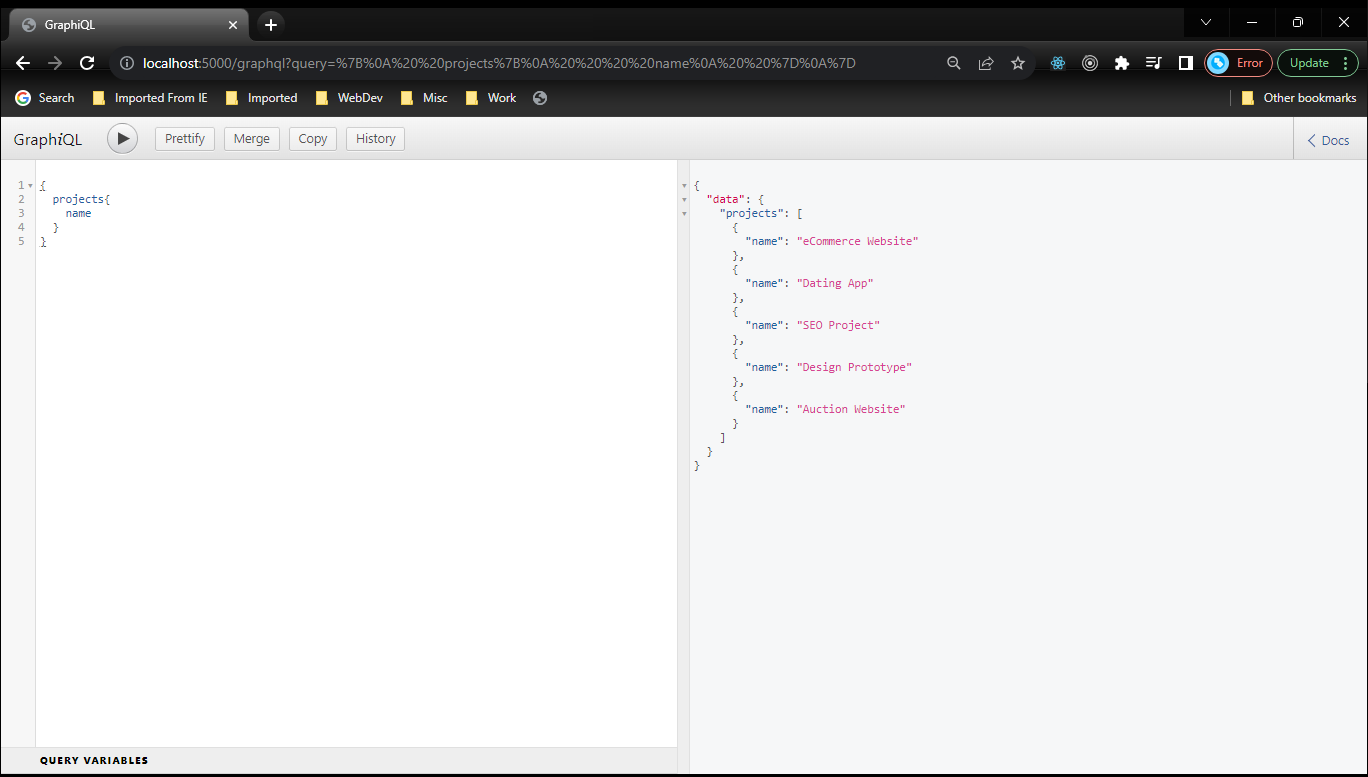 GraphiQL
localhost:5000/graphql?query=%7B%0A%20%20projects%7B%0A%20%20%20%20name%0A%20%20%7D%0A%7D
Error
Update
Search
Imported From IE
Imported
WebDev
Misc
Work
Other bookmarks
GraphiQL
Prettify
Merge
Copy
History
Docs
1 {
2   projects{
3     name
4   }
5 }
{
  "data": {
    "projects": [
      {
        "name": "eCommerce Website"
      },
      {
        "name": "Dating App"
      },
      {
        "name": "SEO Project"
      },
      {
        "name": "Design Prototype"
      },
      {
        "name": "Auction Website"
      }
    ]
  }
}
QUERY VARIABLES